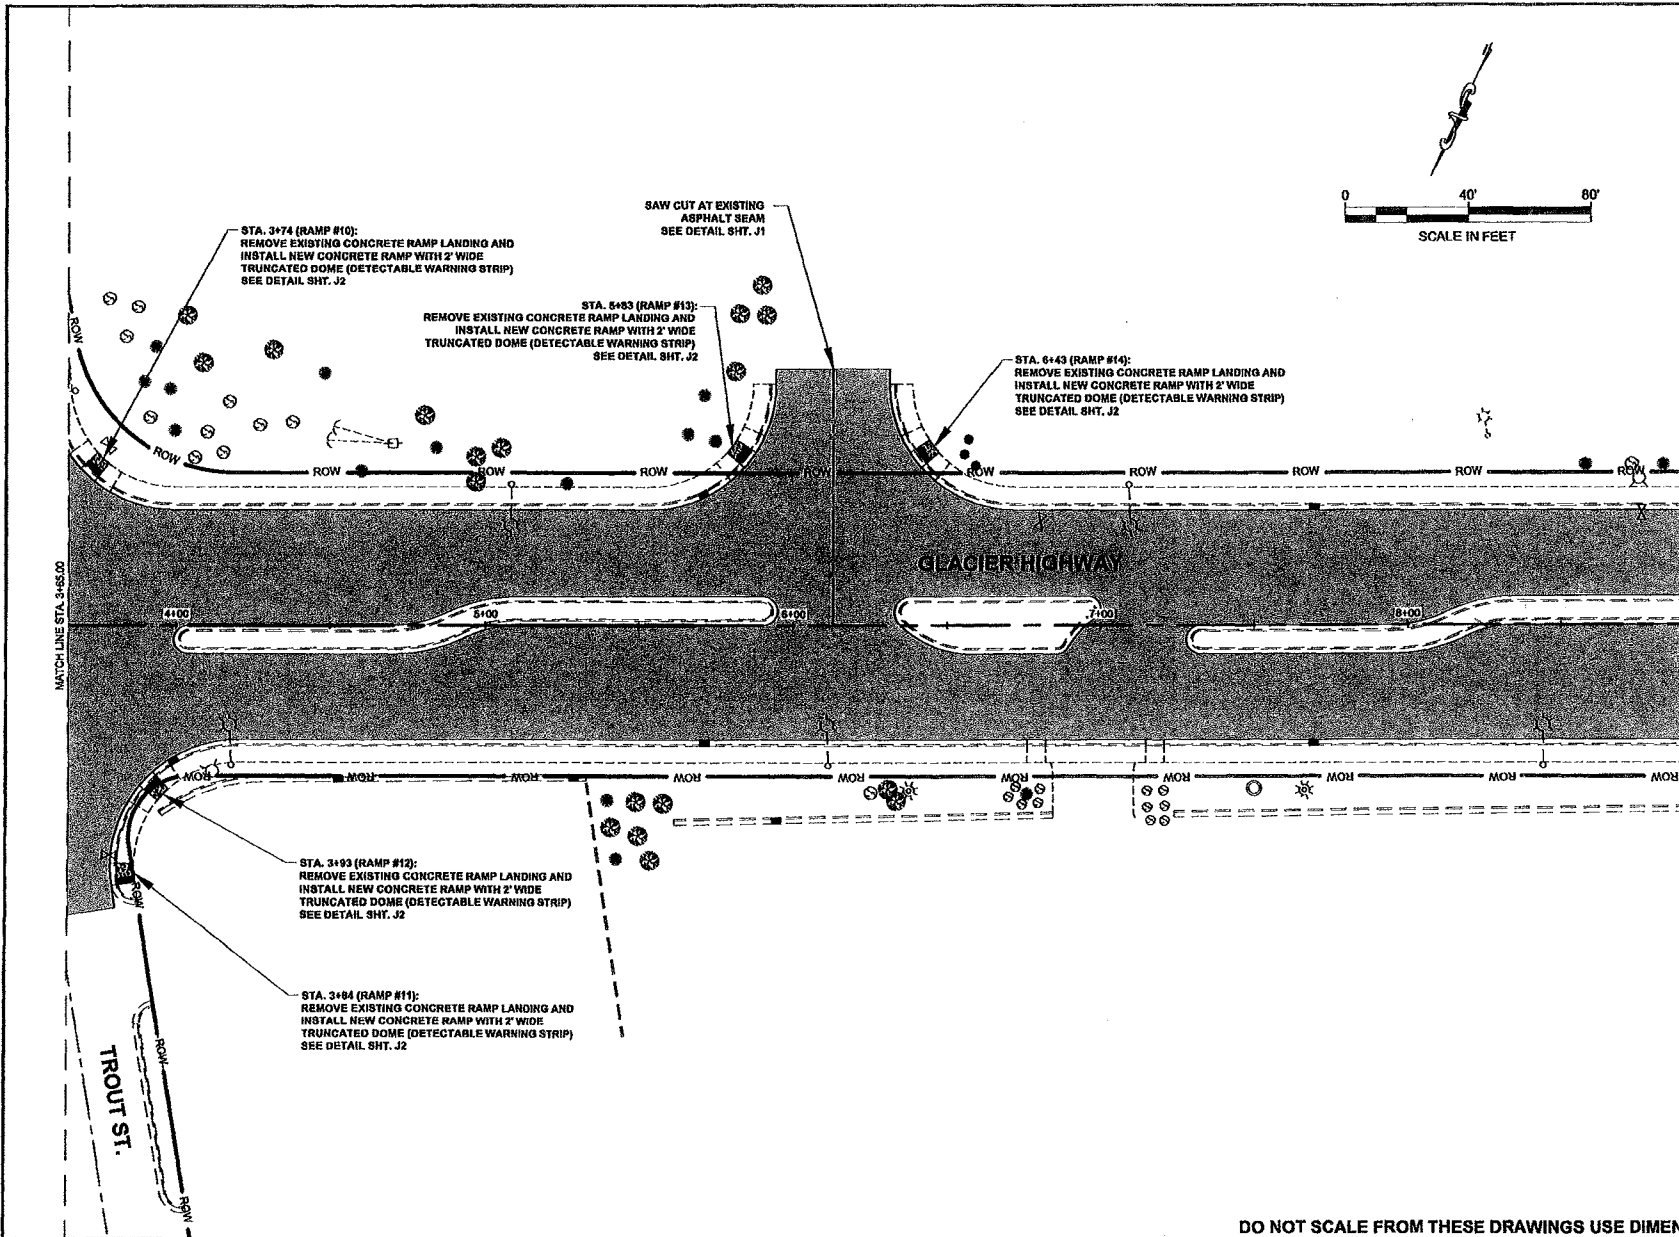 0 40' 80'
SCALE IN FEET
SAW CUT AT EXISTING
ASPHALT SEAM
SEE DETAIL SHT. J1
STA. 3+74 (RAMP #10):
REMOVE EXISTING CONCRETE RAMP LANDING AND
INSTALL NEW CONCRETE RAMP WITH 2' WIDE
TRUNCATED DOME (DETECTABLE WARNING STRIP)
SEE DETAIL SHT. J2
STA. 5+83 (RAMP #13):
REMOVE EXISTING CONCRETE RAMP LANDING AND
INSTALL NEW CONCRETE RAMP WITH 2' WIDE
TRUNCATED DOME (DETECTABLE WARNING STRIP)
SEE DETAIL SHT. J2
STA. 6+43 (RAMP #14):
REMOVE EXISTING CONCRETE RAMP LANDING AND
INSTALL NEW CONCRETE RAMP WITH 2' WIDE
TRUNCATED DOME (DETECTABLE WARNING STRIP)
SEE DETAIL SHT. J2
ROW
ROW
ROW ROW ROW ROW ROW ROW ROW ROW ROW
GLACIER HIGHWAY
MATCH LINE STA. 3+65.00
4+00 5+00 6+00 7+00 8+00
ROW ROW ROW ROW ROW ROW ROW ROW ROW ROW
STA. 3+93 (RAMP #12):
REMOVE EXISTING CONCRETE RAMP LANDING AND
INSTALL NEW CONCRETE RAMP WITH 2' WIDE
TRUNCATED DOME (DETECTABLE WARNING STRIP)
SEE DETAIL SHT. J2
ROW
STA. 3+84 (RAMP #11):
REMOVE EXISTING CONCRETE RAMP LANDING AND
INSTALL NEW CONCRETE RAMP WITH 2' WIDE
TRUNCATED DOME (DETECTABLE WARNING STRIP)
SEE DETAIL SHT. J2
ROW
TROUT ST.
ROW
DO NOT SCALE FROM THESE DRAWINGS USE DIMEN